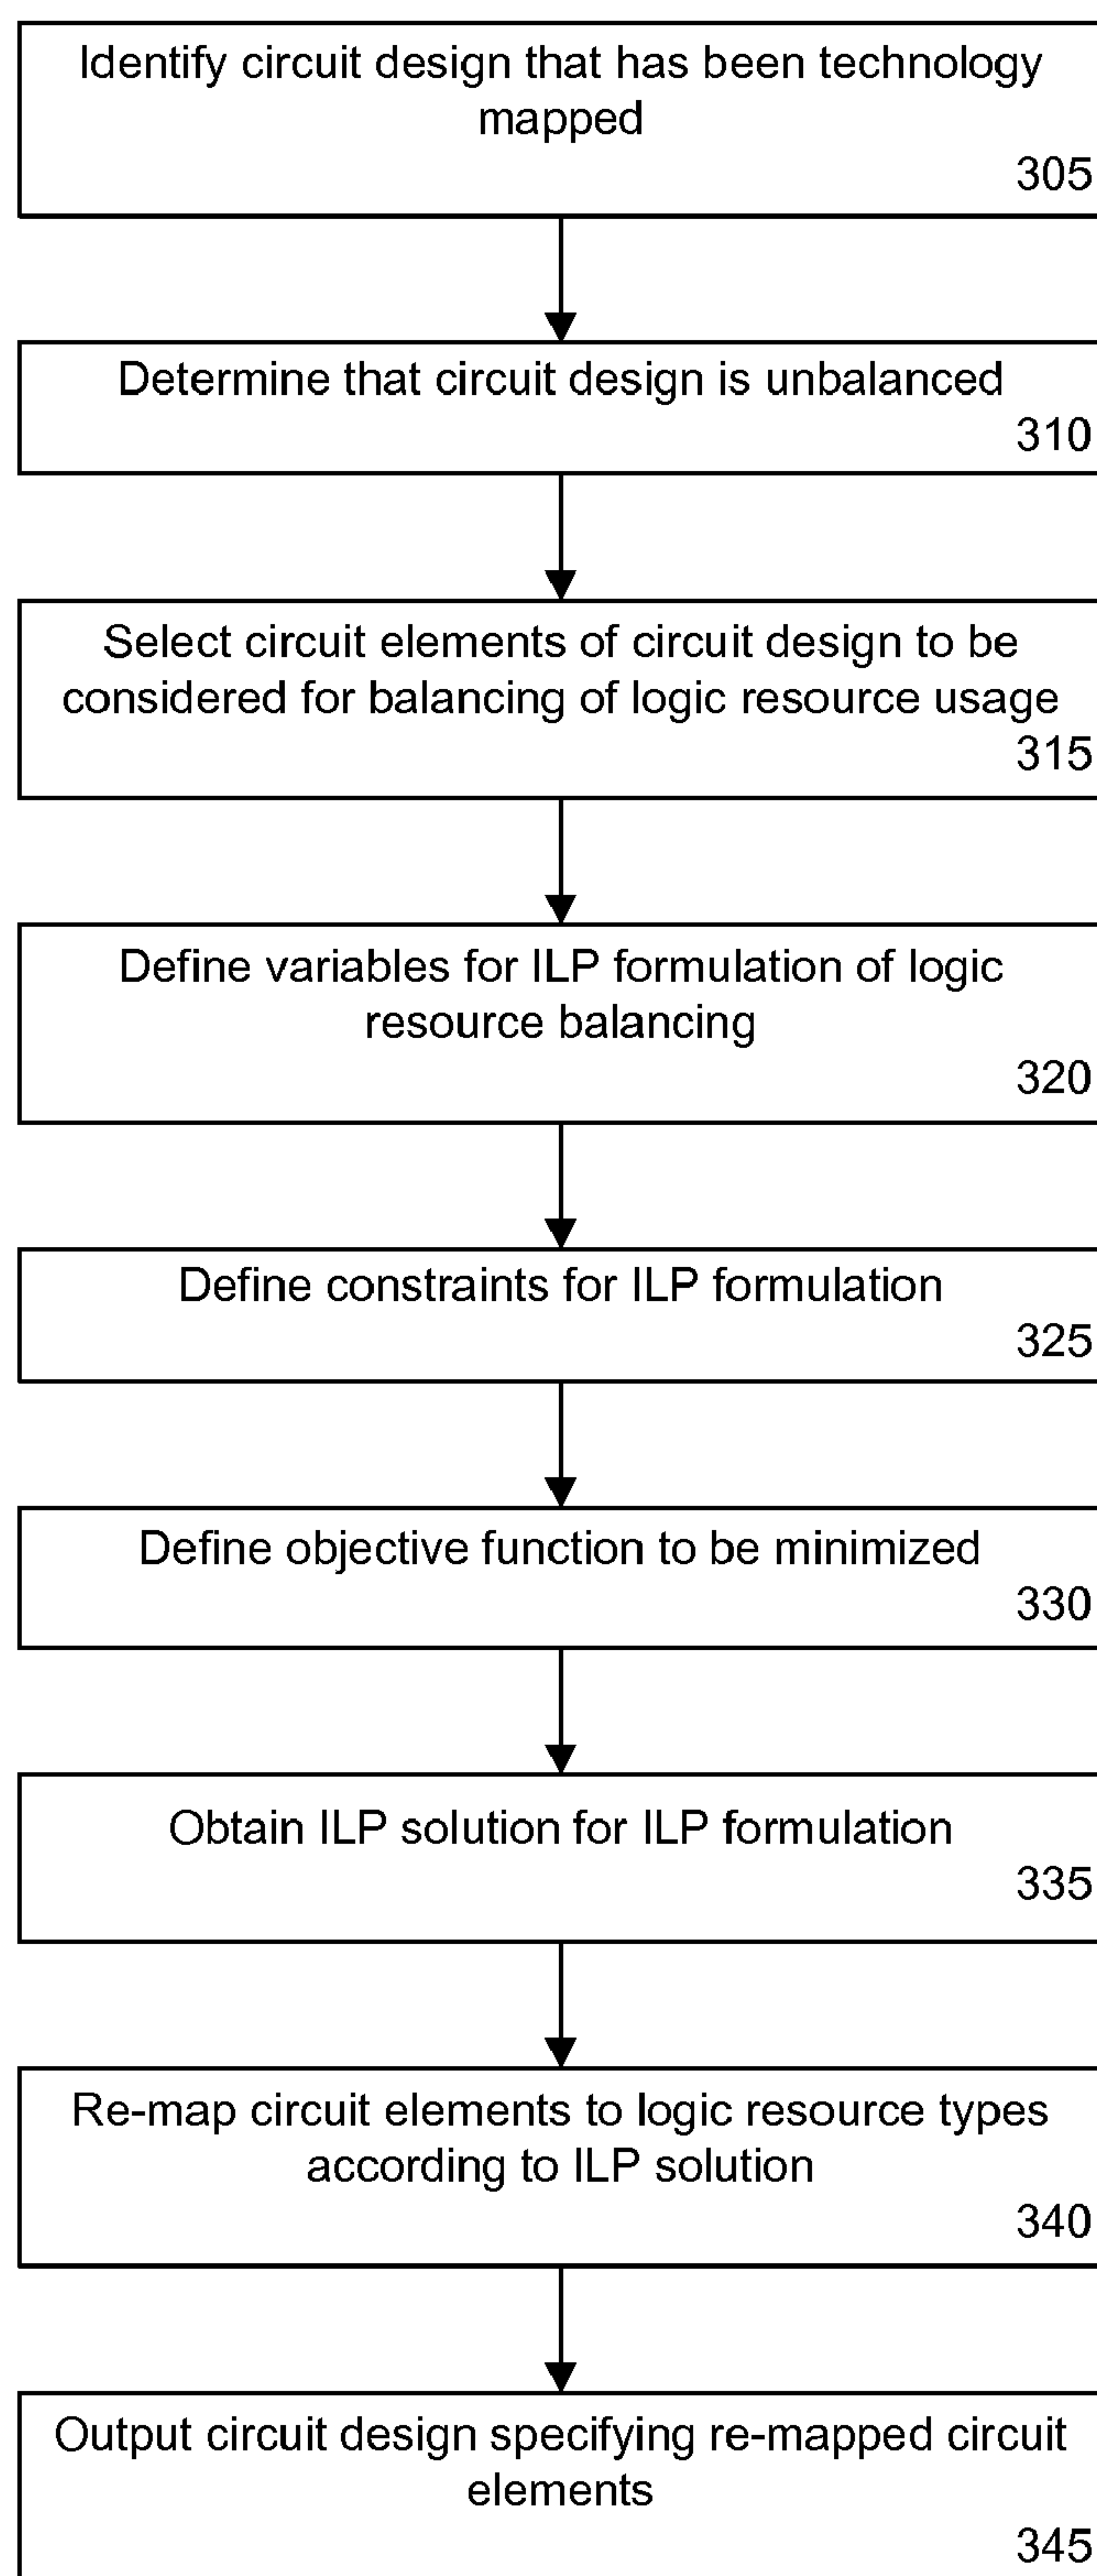 Identify circuit design that has been technology
mapped
305
Determine that circuit design is unbalanced
310
Select circuit elements of circuit design to be
considered for balancing of logic resource usage
315
Define variables for ILP formulation of logic
resource balancing
320
Define constraints for ILP formulation
325
Define objective function to be minimized
330
Obtain ILP solution for ILP formulation
335
Re-map circuit elements to logic resource types
according to ILP solution
340
Output circuit design specifying re-mapped circuit
elements
345